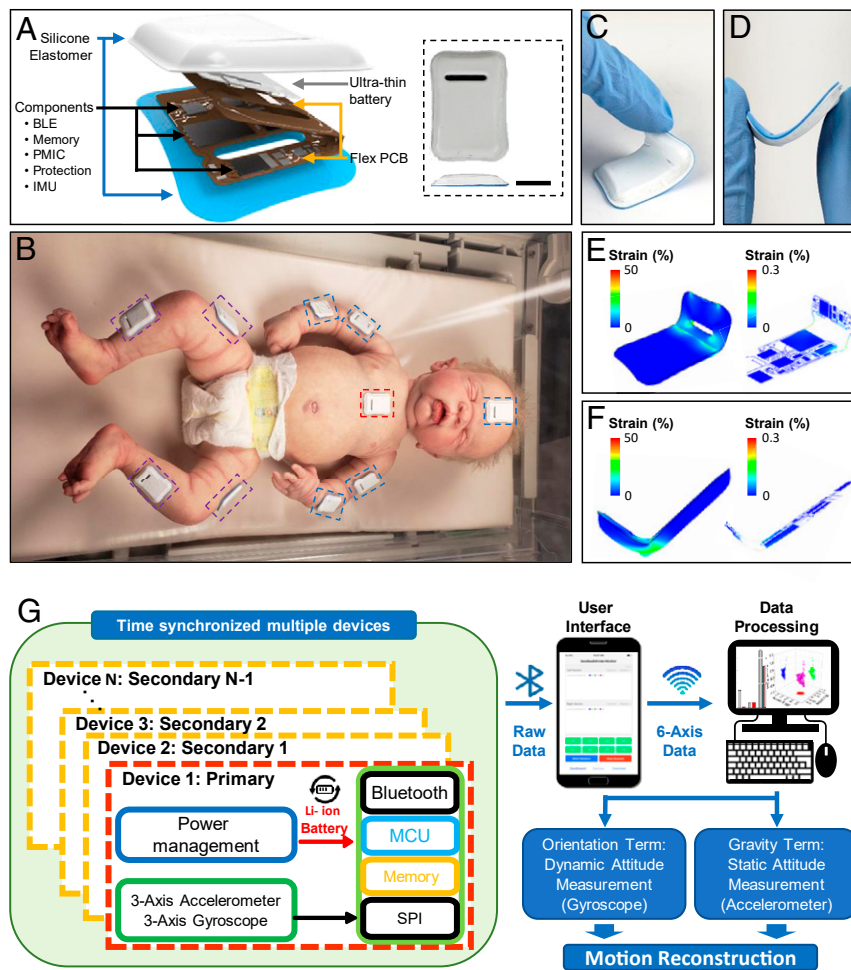 A
Silicone
Elastomer
Components
• BLE
• Memory
• PMIC
• Protection
• IMU
Ultra-thin
battery
Flex PCB
C
D
B
E
Strain (%)
50
0
Strain (%)
0.3
0
F
Strain (%)
50
0
Strain (%)
0.3
0
G
Time synchronized multiple devices
Device N: Secondary N-1
Device 3: Secondary 2
Device 2: Secondary 1
Device 1: Primary
Power
management
Li- ion
Battery
3-Axis Accelerometer
3-Axis Gyroscope
Bluetooth
MCU
Memory
SPI
Raw
Data
User
Interface
6-Axis
Data
Data
Processing
Orientation Term:
Dynamic Attitude
Measurement
(Gyroscope)
Gravity Term:
Static Attitude
Measurement
(Accelerometer)
Motion Reconstruction